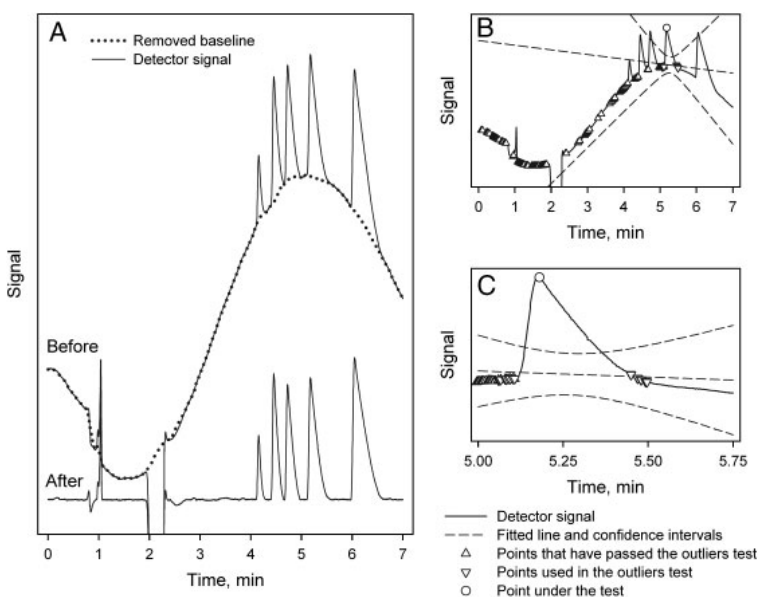 A
Removed baseline
Detector signal
Signal
Before
After
0 1 2 3 4 5 6 7
Time, min
B
Signal
0 1 2 3 4 5 6 7
Time, min
C
Signal
5.00 5.25 5.50 5.75
Time, min
Detector signal
Fitted line and confidence intervals
Points that have passed the outliers test
Points used in the outliers test
Point under the test